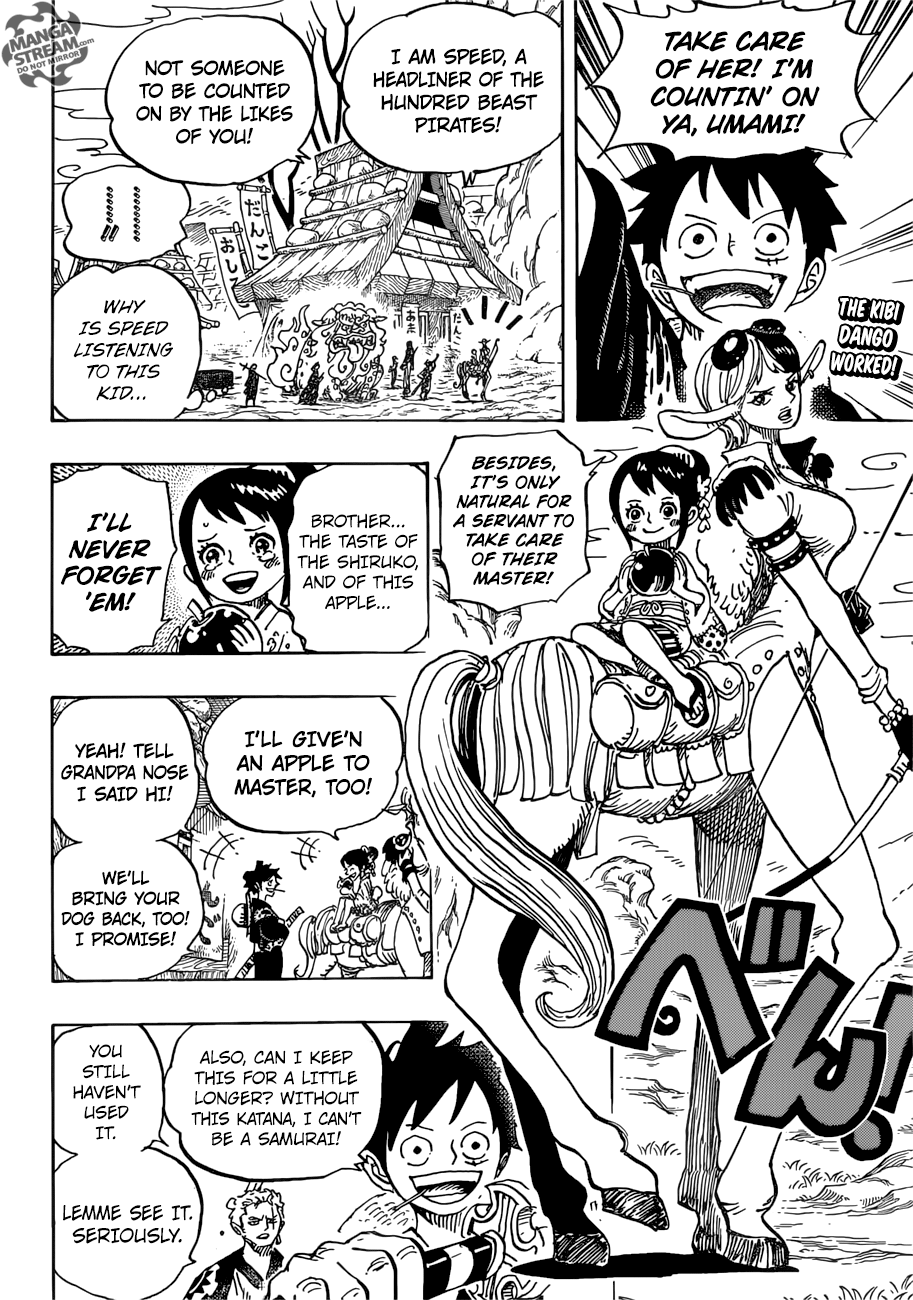 MANGA
STREAM.com
DO NOT MIRROR!
TAKE CARE
OF HER! I'M
COUNTIN' ON
YA, UMAMI!
THE KIBI
DANGO
WORKED!
I AM SPEED, A
HEADLINER OF THE
HUNDRED BEAST
PIRATES!
NOT SOMEONE
TO BE COUNTED
ON BY THE LIKES
OF YOU!
だんご
おしる
WHY
IS SPEED
LISTENING
TO THIS
KID...
BESIDES,
IT'S ONLY
NATURAL FOR
A SERVANT TO
TAKE CARE
OF THEIR
MASTER!
べん!
BROTHER...
THE TASTE OF
THE SHIRUKO,
AND OF THIS
APPLE...
I'LL
NEVER
FORGET
'EM!
I'LL GIVE'N
AN APPLE TO
MASTER, TOO!
YEAH! TELL
GRANDPA NOSE
I SAID HI!
WE'LL
BRING YOUR
DOG BACK, TOO!
I PROMISE!
ALSO, CAN I KEEP
THIS FOR A LITTLE
LONGER? WITHOUT
THIS KATANA, I CAN'T
BE A SAMURAI!
YOU
STILL
HAVEN'T
USED
IT.
LEMME SEE IT.
SERIOUSLY.